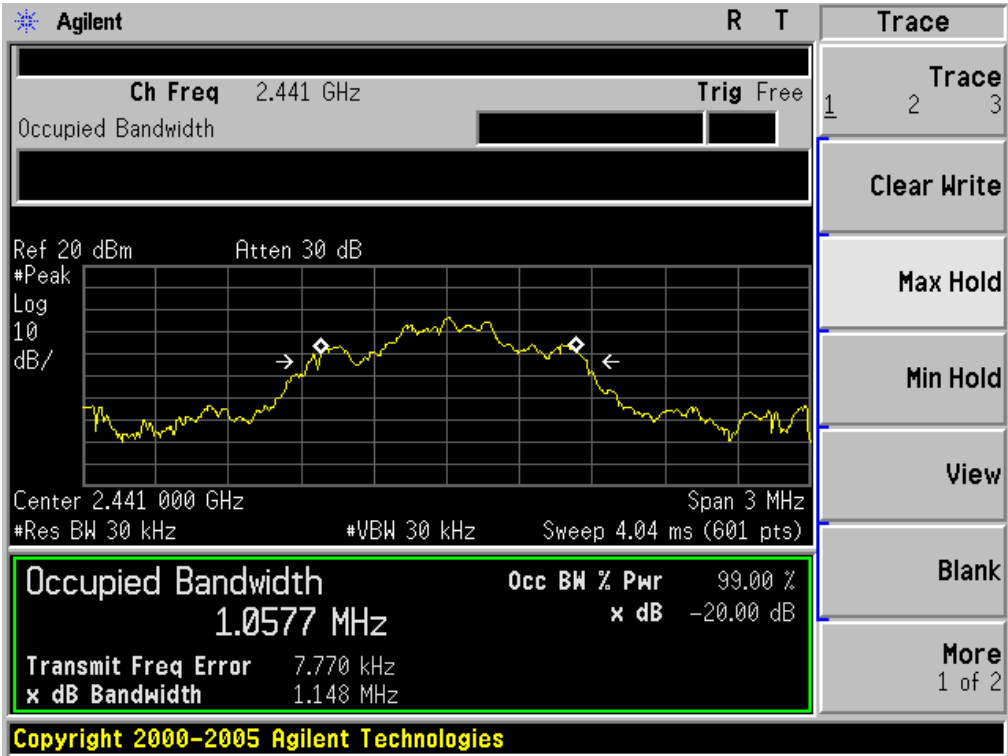 Agilent R T Trace
Ch Freq 2.441 GHz Trig Free
Occupied Bandwidth
Trace
1 2 3
Clear Write
Max Hold
Min Hold
View
Blank
More
1 of 2
Ref 20 dBm Atten 30 dB
#Peak
Log
10
dB/
Center 2.441 000 GHz Span 3 MHz
#Res BW 30 kHz #VBW 30 kHz Sweep 4.04 ms (601 pts)
Occupied Bandwidth Occ BW % Pwr 99.00 %
1.0577 MHz x dB -20.00 dB
Transmit Freq Error 7.770 kHz
x dB Bandwidth 1.148 MHz
Copyright 2000-2005 Agilent Technologies